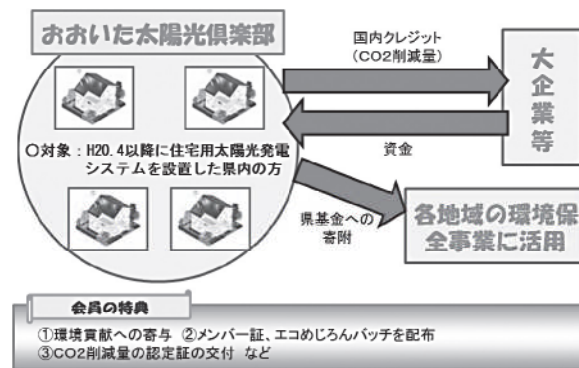 おおいた太陽光倶楽部
国内クレジット
(CO2削減量)
大企業等
○対象:H20.4以降に住宅用太陽光発電
システムを設置した県内の方
資金
県基金への
寄附
各地域の環境保
全事業に活用
会員の特典
①環境貢献への寄与 ②メンバー証、エコめじろんバッチを配布
③CO2削減量の認定証の交付 など